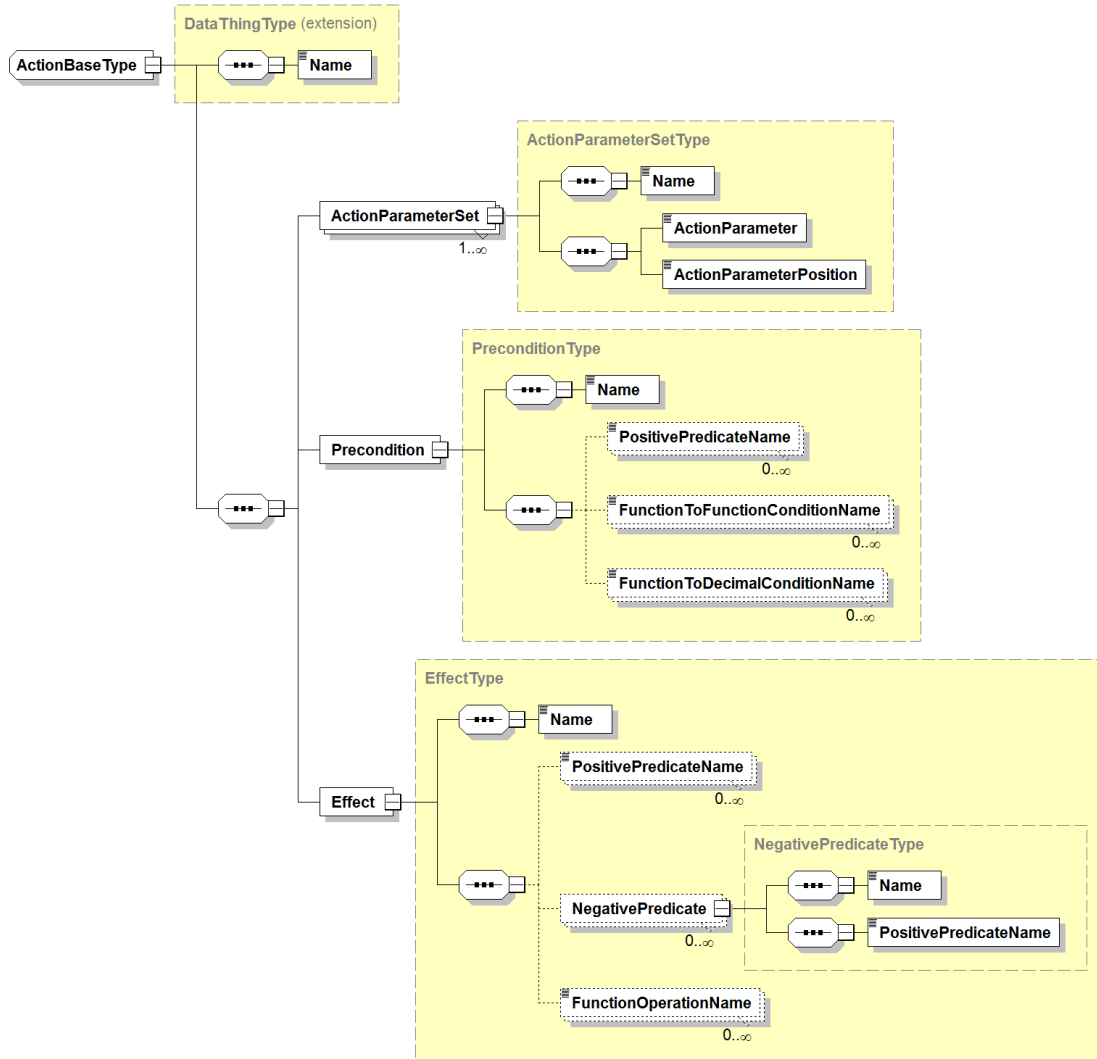 DataThingType (extension)
ActionBaseType
Name
ActionParameterSetType
Name
ActionParameterSet
1..∞
ActionParameter
ActionParameterPosition
PreconditionType
Name
PositivePredicateName
0..∞
Precondition
FunctionToFunctionConditionName
0..∞
FunctionToDecimalConditionName
0..∞
EffectType
Name
PositivePredicateName
0..∞
Effect
NegativePredicateType
Name
NegativePredicate
0..∞
PositivePredicateName
FunctionOperationName
0..∞